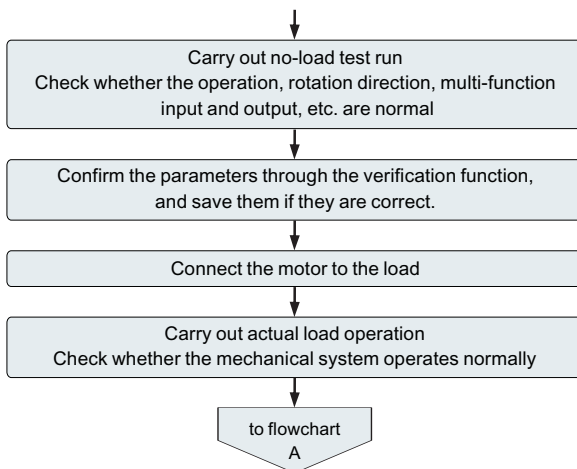 Carry out no-load test run
Check whether the operation, rotation direction, multi-function
input and output, etc. are normal
Confirm the parameters through the verification function,
and save them if they are correct.
Connect the motor to the load
Carry out actual load operation
Check whether the mechanical system operates normally
to flowchart
A